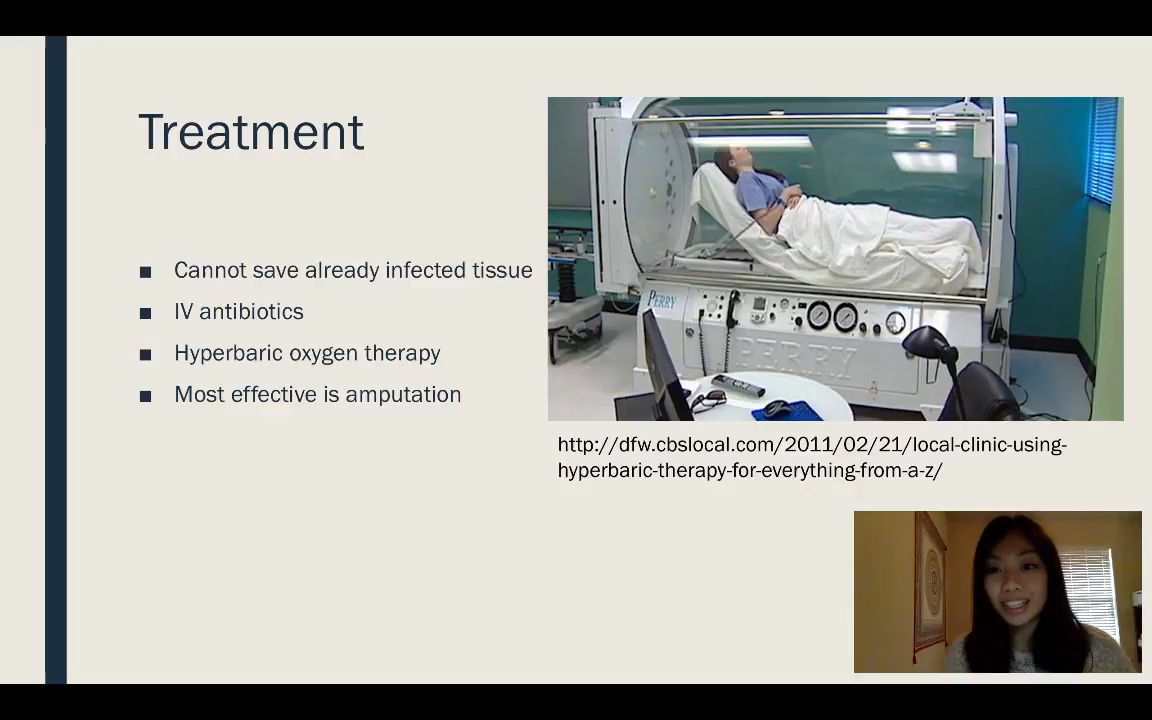 Treatment
■ Cannot save already infected tissue
■ IV antibiotics
■ Hyperbaric oxygen therapy
■ Most effective is amputation
PERRY
PERRY
http://dfw.cbslocal.com/2011/02/21/local-clinic-using-
hyperbaric-therapy-for-everything-from-a-z/